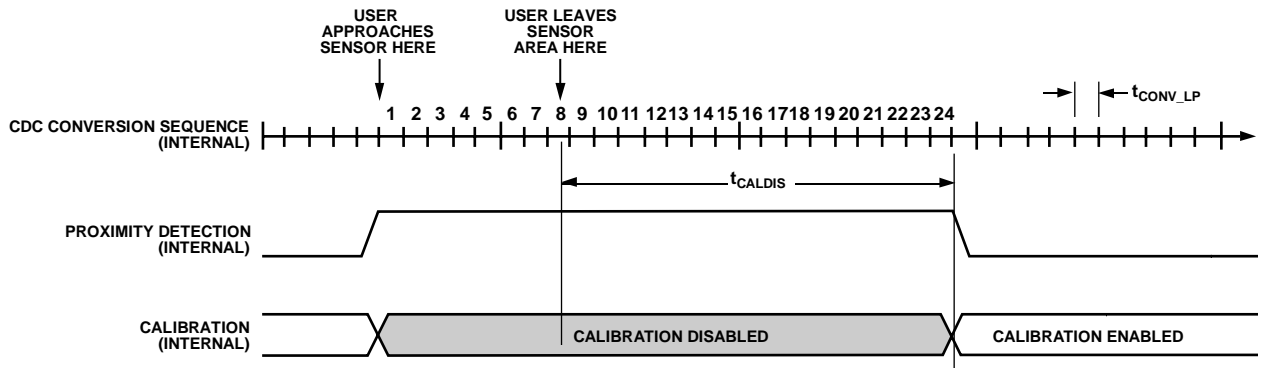 USER
APPROACHES
SENSOR HERE
USER LEAVES
SENSOR
AREA HERE
1 2 3 4 5 6 7 8 9 10 11 12 13 14 15 16 17 18 19 20 21 22 23 24
tCONV_LP
CDC CONVERSION SEQUENCE
(INTERNAL)
tCALDIS
PROXIMITY DETECTION
(INTERNAL)
CALIBRATION
(INTERNAL)
CALIBRATION DISABLED
CALIBRATION ENABLED